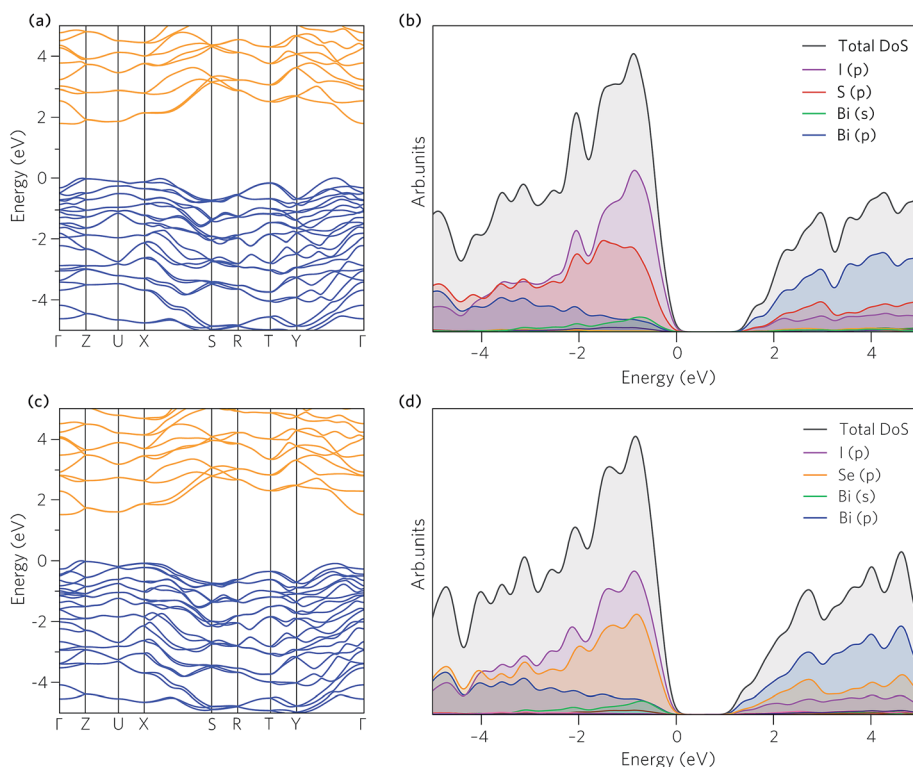 (a)
4
2
0
-2
-4
Energy (eV)
Γ Z U X S R T Y Γ
(b)
Total DoS
I (p)
S (p)
Bi (s)
Bi (p)
Arb.units
-4 -2 0 2 4
Energy (eV)
(c)
4
2
0
-2
-4
Energy (eV)
Γ Z U X S R T Y Γ
(d)
Total DoS
I (p)
Se (p)
Bi (s)
Bi (p)
Arb.units
-4 -2 0 2 4
Energy (eV)